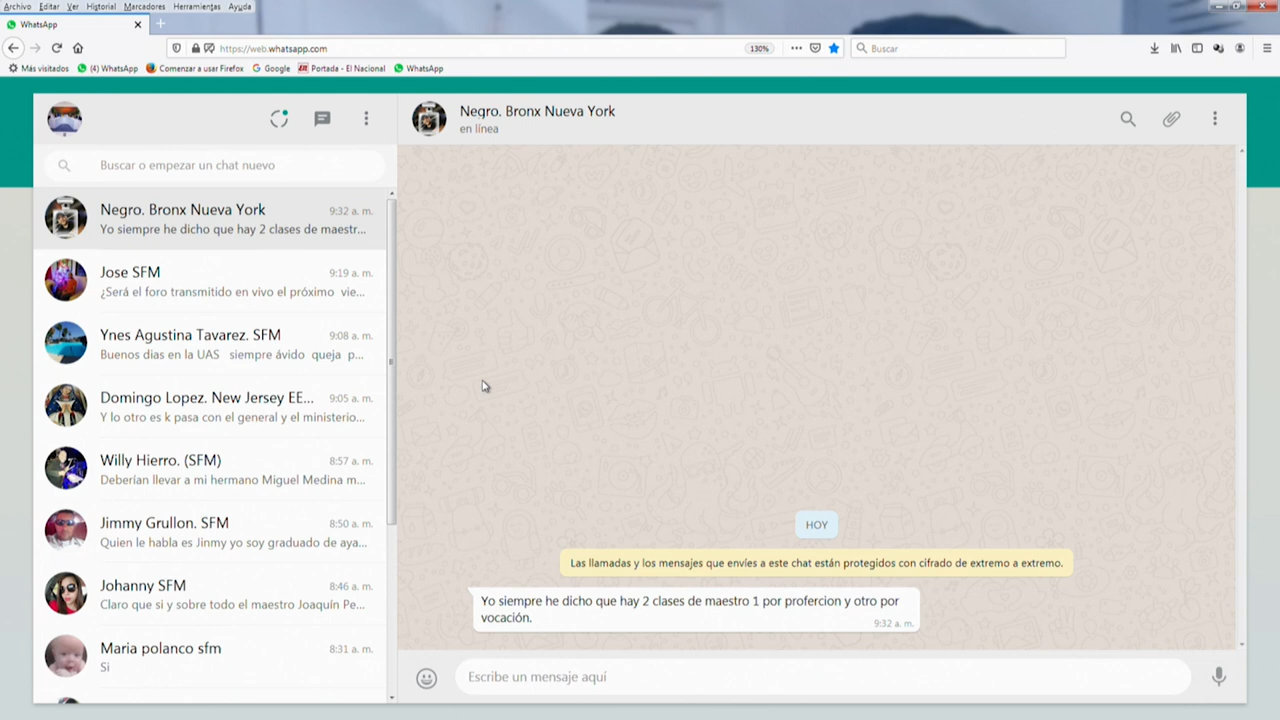 Archivo Editar Ver Historial Marcadores Herramientas Ayuda
WhatsApp
https://web.whatsapp.com
130%
Buscar
Más visitados (4) WhatsApp Comenzar a usar Firefox Google Portada - El Nacional WhatsApp
Buscar o empezar un chat nuevo
Negro. Bronx Nueva York 9:32 a. m.
Yo siempre he dicho que hay 2 clases de maestr...
Jose SFM 9:19 a. m.
¿Será el foro transmitido en vivo el próximo vie...
Ynes Agustina Tavarez. SFM 9:08 a. m.
Buenos dias en la UAS siempre ávido queja p...
Domingo Lopez. New Jersey EE... 9:05 a. m.
Y lo otro es k pasa con el general y el ministerio...
Willy Hierro. (SFM) 8:57 a. m.
Deberían llevar a mi hermano Miguel Medina m...
Jimmy Grullon. SFM 8:50 a. m.
Quien le habla es Jinmy yo soy graduado de aya...
Johanny SFM 8:46 a. m.
Claro que si y sobre todo el maestro Joaquín Pe...
Maria polanco sfm 8:31 a. m.
Si
Negro. Bronx Nueva York
en línea
HOY
Las llamadas y los mensajes que envíes a este chat están protegidos con cifrado de extremo a extremo.
Yo siempre he dicho que hay 2 clases de maestro 1 por profercion y otro por
vocación.
9:32 a. m.
Escribe un mensaje aquí